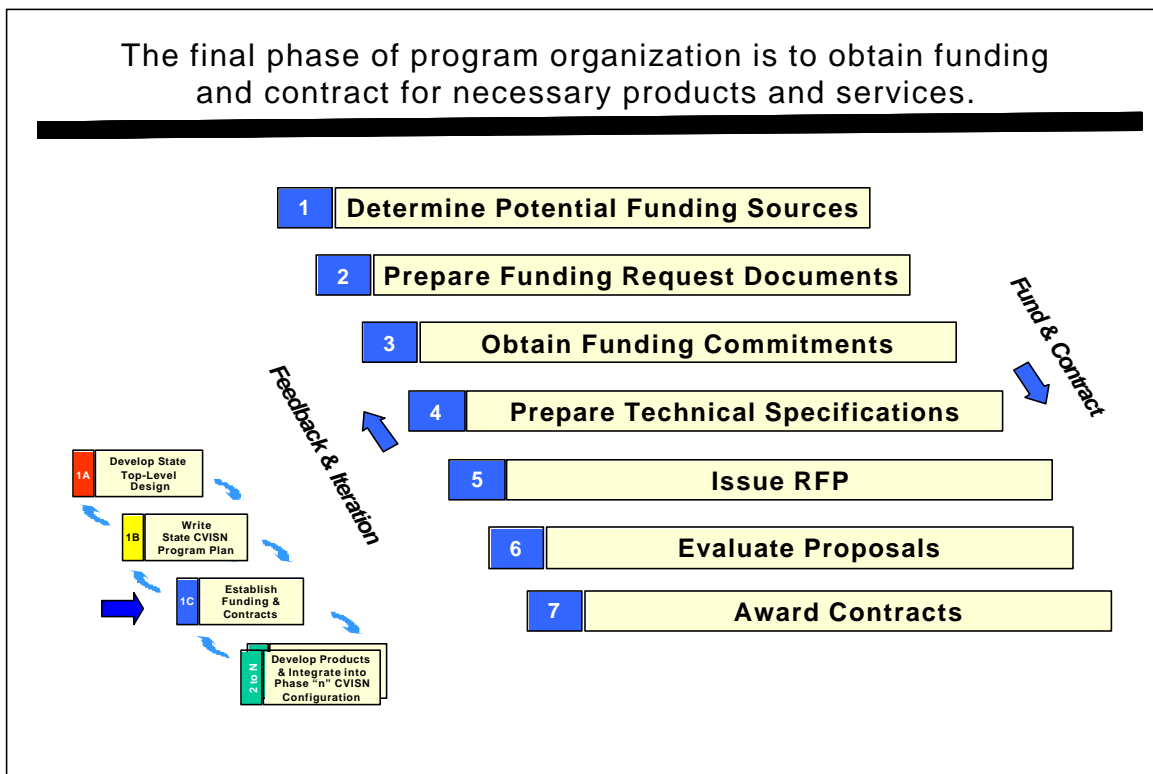 The final phase of program organization is to obtain funding
and contract for necessary products and services.
1 Determine Potential Funding Sources
2 Prepare Funding Request Documents
3 Obtain Funding Commitments
4 Prepare Technical Specifications
5 Issue RFP
6 Evaluate Proposals
7 Award Contracts
Fund & Contract
Feedback & Iteration
1A
Develop State
Top-Level
Design
1B
Write
State CVISN
Program Plan
1C
Establish
Funding &
Contracts
2 to N
Develop Products
& Integrate into
Phase “n” CVISN
Configuration